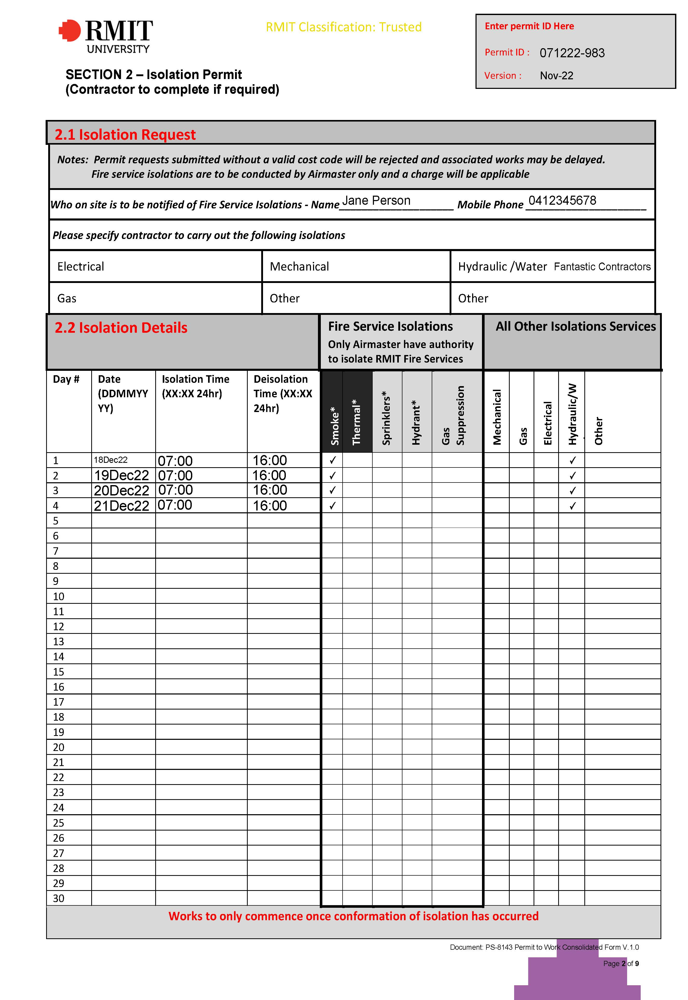 RMIT
UNIVERSITY
RMIT Classification: Trusted
Enter permit ID Here
Permit ID : 071222-983
Version : Nov-22
SECTION 2 – Isolation Permit
(Contractor to complete if required)
2.1 Isolation Request
Notes: Permit requests submitted without a valid cost code will be rejected and associated works may be delayed.
Fire service isolations are to be conducted by Airmaster only and a charge will be applicable
Who on site is to be notified of Fire Service Isolations - Name Jane Person Mobile Phone 0412345678
Please specify contractor to carry out the following isolations
Electrical Mechanical Hydraulic /Water Fantastic Contractors
Gas Other Other
2.2 Isolation Details
Fire Service Isolations
Only Airmaster have authority
to isolate RMIT Fire Services
All Other Isolations Services
Day #
Date
(DDMMYY
YY)
Isolation Time
(XX:XX 24hr)
Deisolation
Time (XX:XX
24hr)
Smoke*
Thermal*
Sprinklers*
Hydrant*
Gas
Suppression
Mechanical
Gas
Electrical
Hydraulic/W
Other
1 18Dec22 07:00 16:00 ✓ ✓
2 19Dec22 07:00 16:00 ✓ ✓
3 20Dec22 07:00 16:00 ✓ ✓
4 21Dec22 07:00 16:00 ✓ ✓
5
6
7
8
9
10
11
12
13
14
15
16
17
18
19
20
21
22
23
24
25
26
27
28
29
30
Works to only commence once conformation of isolation has occurred
Document: PS-8143 Permit to Work Consolidated Form V.1.0
Page 2 of 9